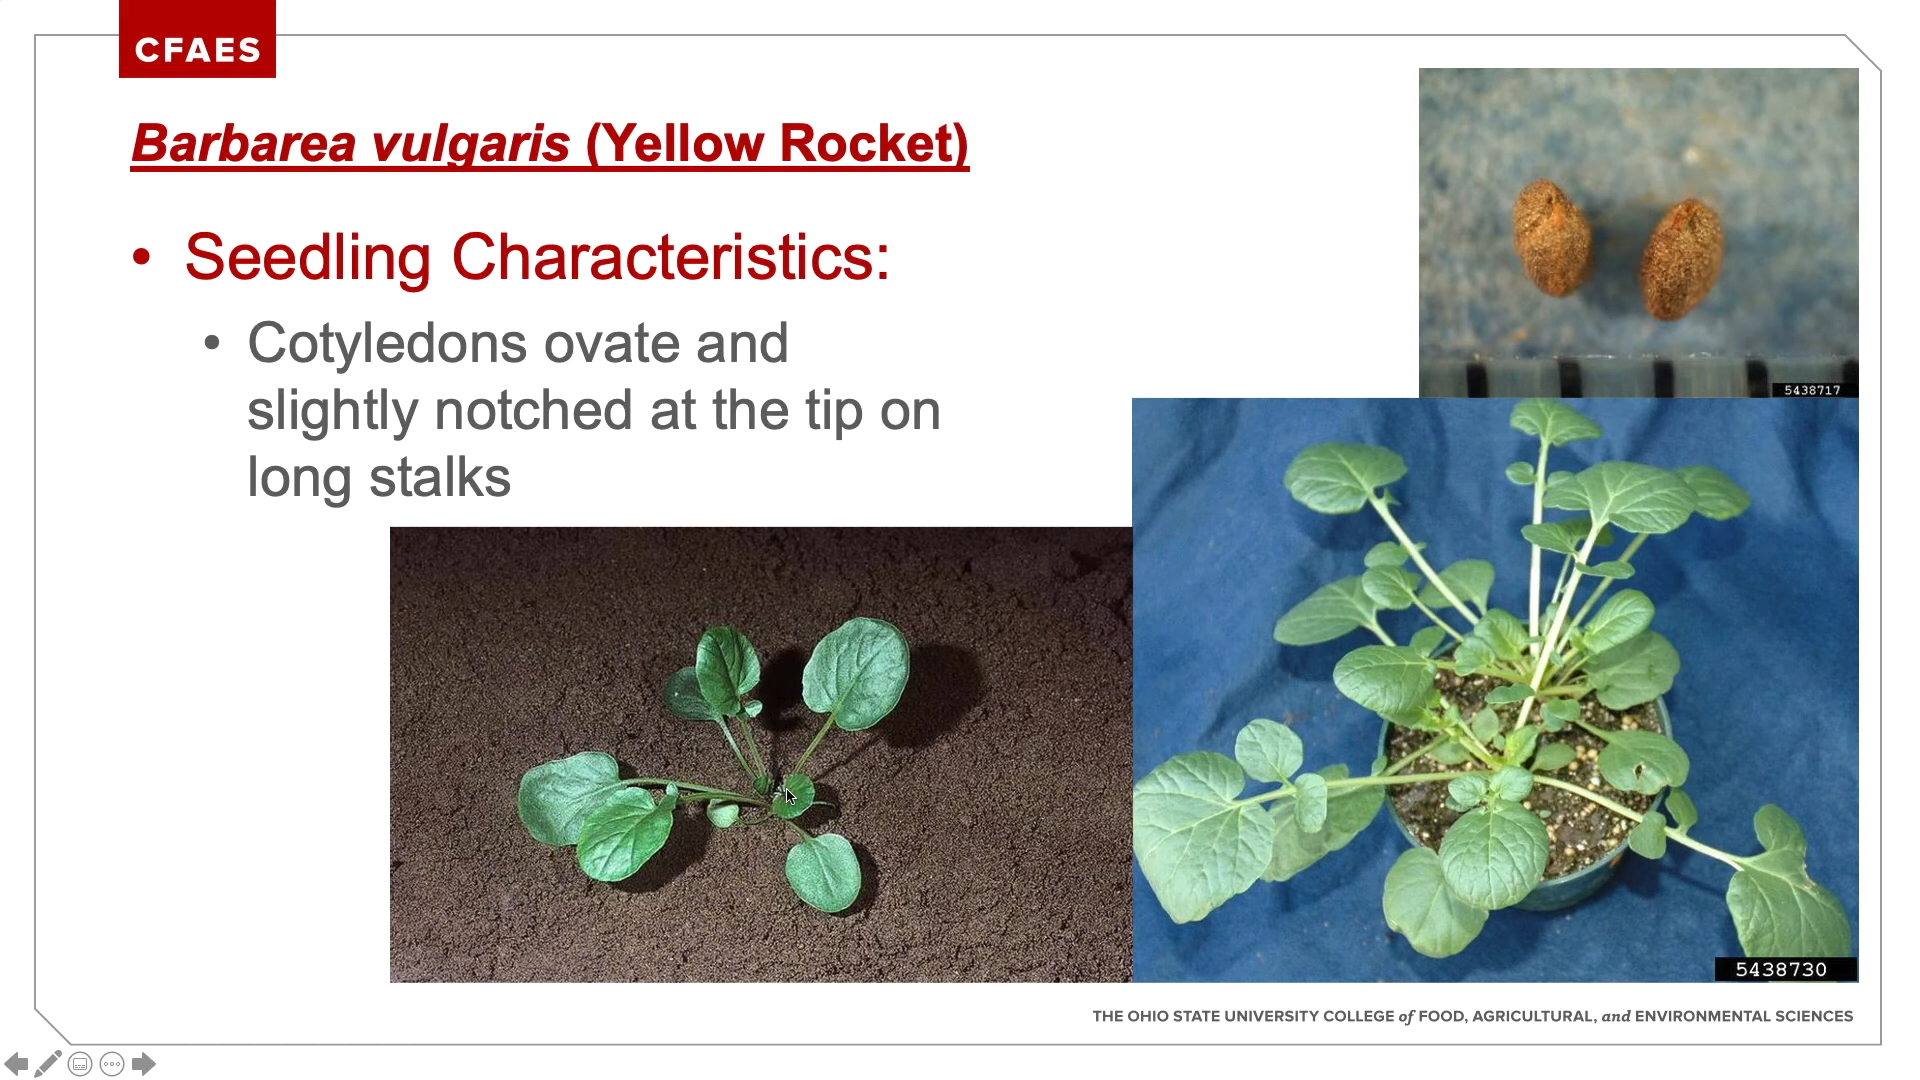 CFAES
Barbarea vulgaris (Yellow Rocket)
• Seedling Characteristics:
• Cotyledons ovate and
slightly notched at the tip on
long stalks
5438717
5438730
THE OHIO STATE UNIVERSITY COLLEGE of FOOD, AGRICULTURAL, and ENVIRONMENTAL SCIENCES